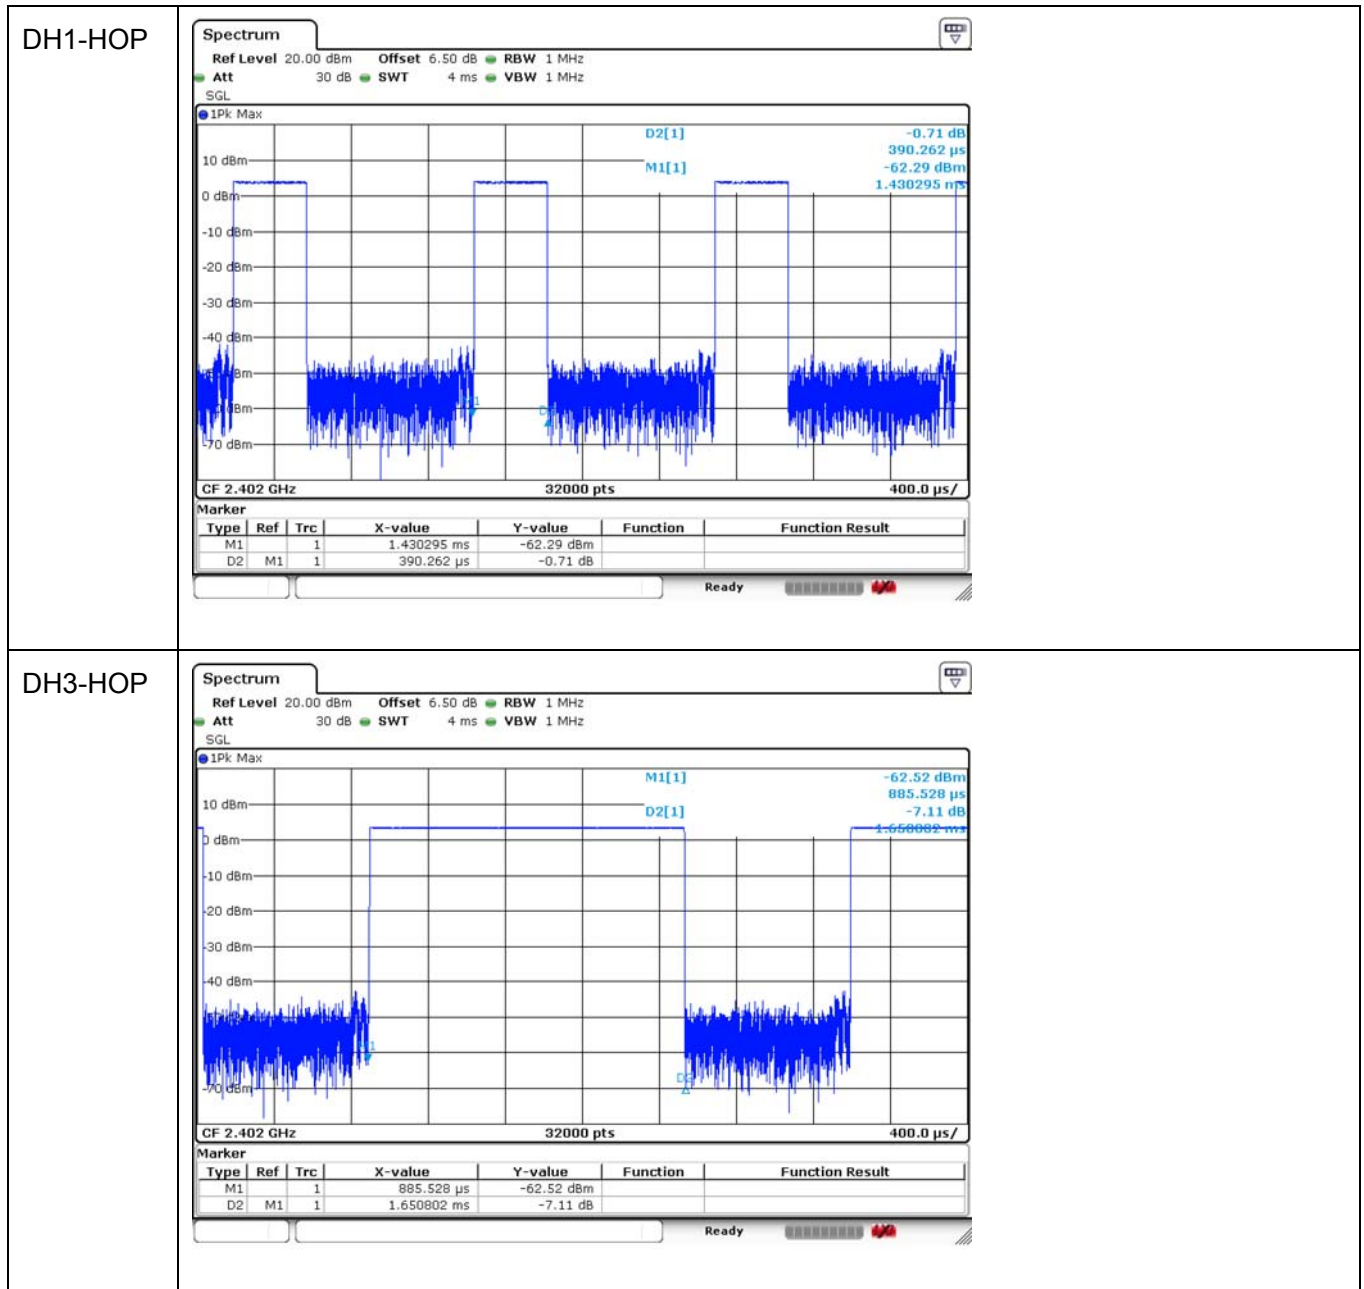 DH1-HOP
Spectrum
Ref Level 20.00 dBm Offset 6.50 dB RBW 1 MHz
Att 30 dB SWT 4 ms VBW 1 MHz
SGL
1Pk Max
D2[1] -0.71 dB
390.262 µs
M1[1] -62.29 dBm
1.430295 ms
10 dBm
0 dBm
-10 dBm
-20 dBm
-30 dBm
-40 dBm
-70 dBm
CF 2.402 GHz 32000 pts 400.0 µs/
Marker
Type Ref Trc X-value Y-value Function Function Result
M1 1 1.430295 ms -62.29 dBm
D2 M1 1 390.262 µs -0.71 dB
Ready
DH3-HOP
Spectrum
Ref Level 20.00 dBm Offset 6.50 dB RBW 1 MHz
Att 30 dB SWT 4 ms VBW 1 MHz
SGL
1Pk Max
M1[1] -62.52 dBm
885.528 µs
D2[1] -7.11 dB
1.650802 ms
10 dBm
0 dBm
-10 dBm
-20 dBm
-30 dBm
-40 dBm
M1
D2
-70 dBm
CF 2.402 GHz 32000 pts 400.0 µs/
Marker
Type Ref Trc X-value Y-value Function Function Result
M1 1 885.528 µs -62.52 dBm
D2 M1 1 1.650802 ms -7.11 dB
Ready